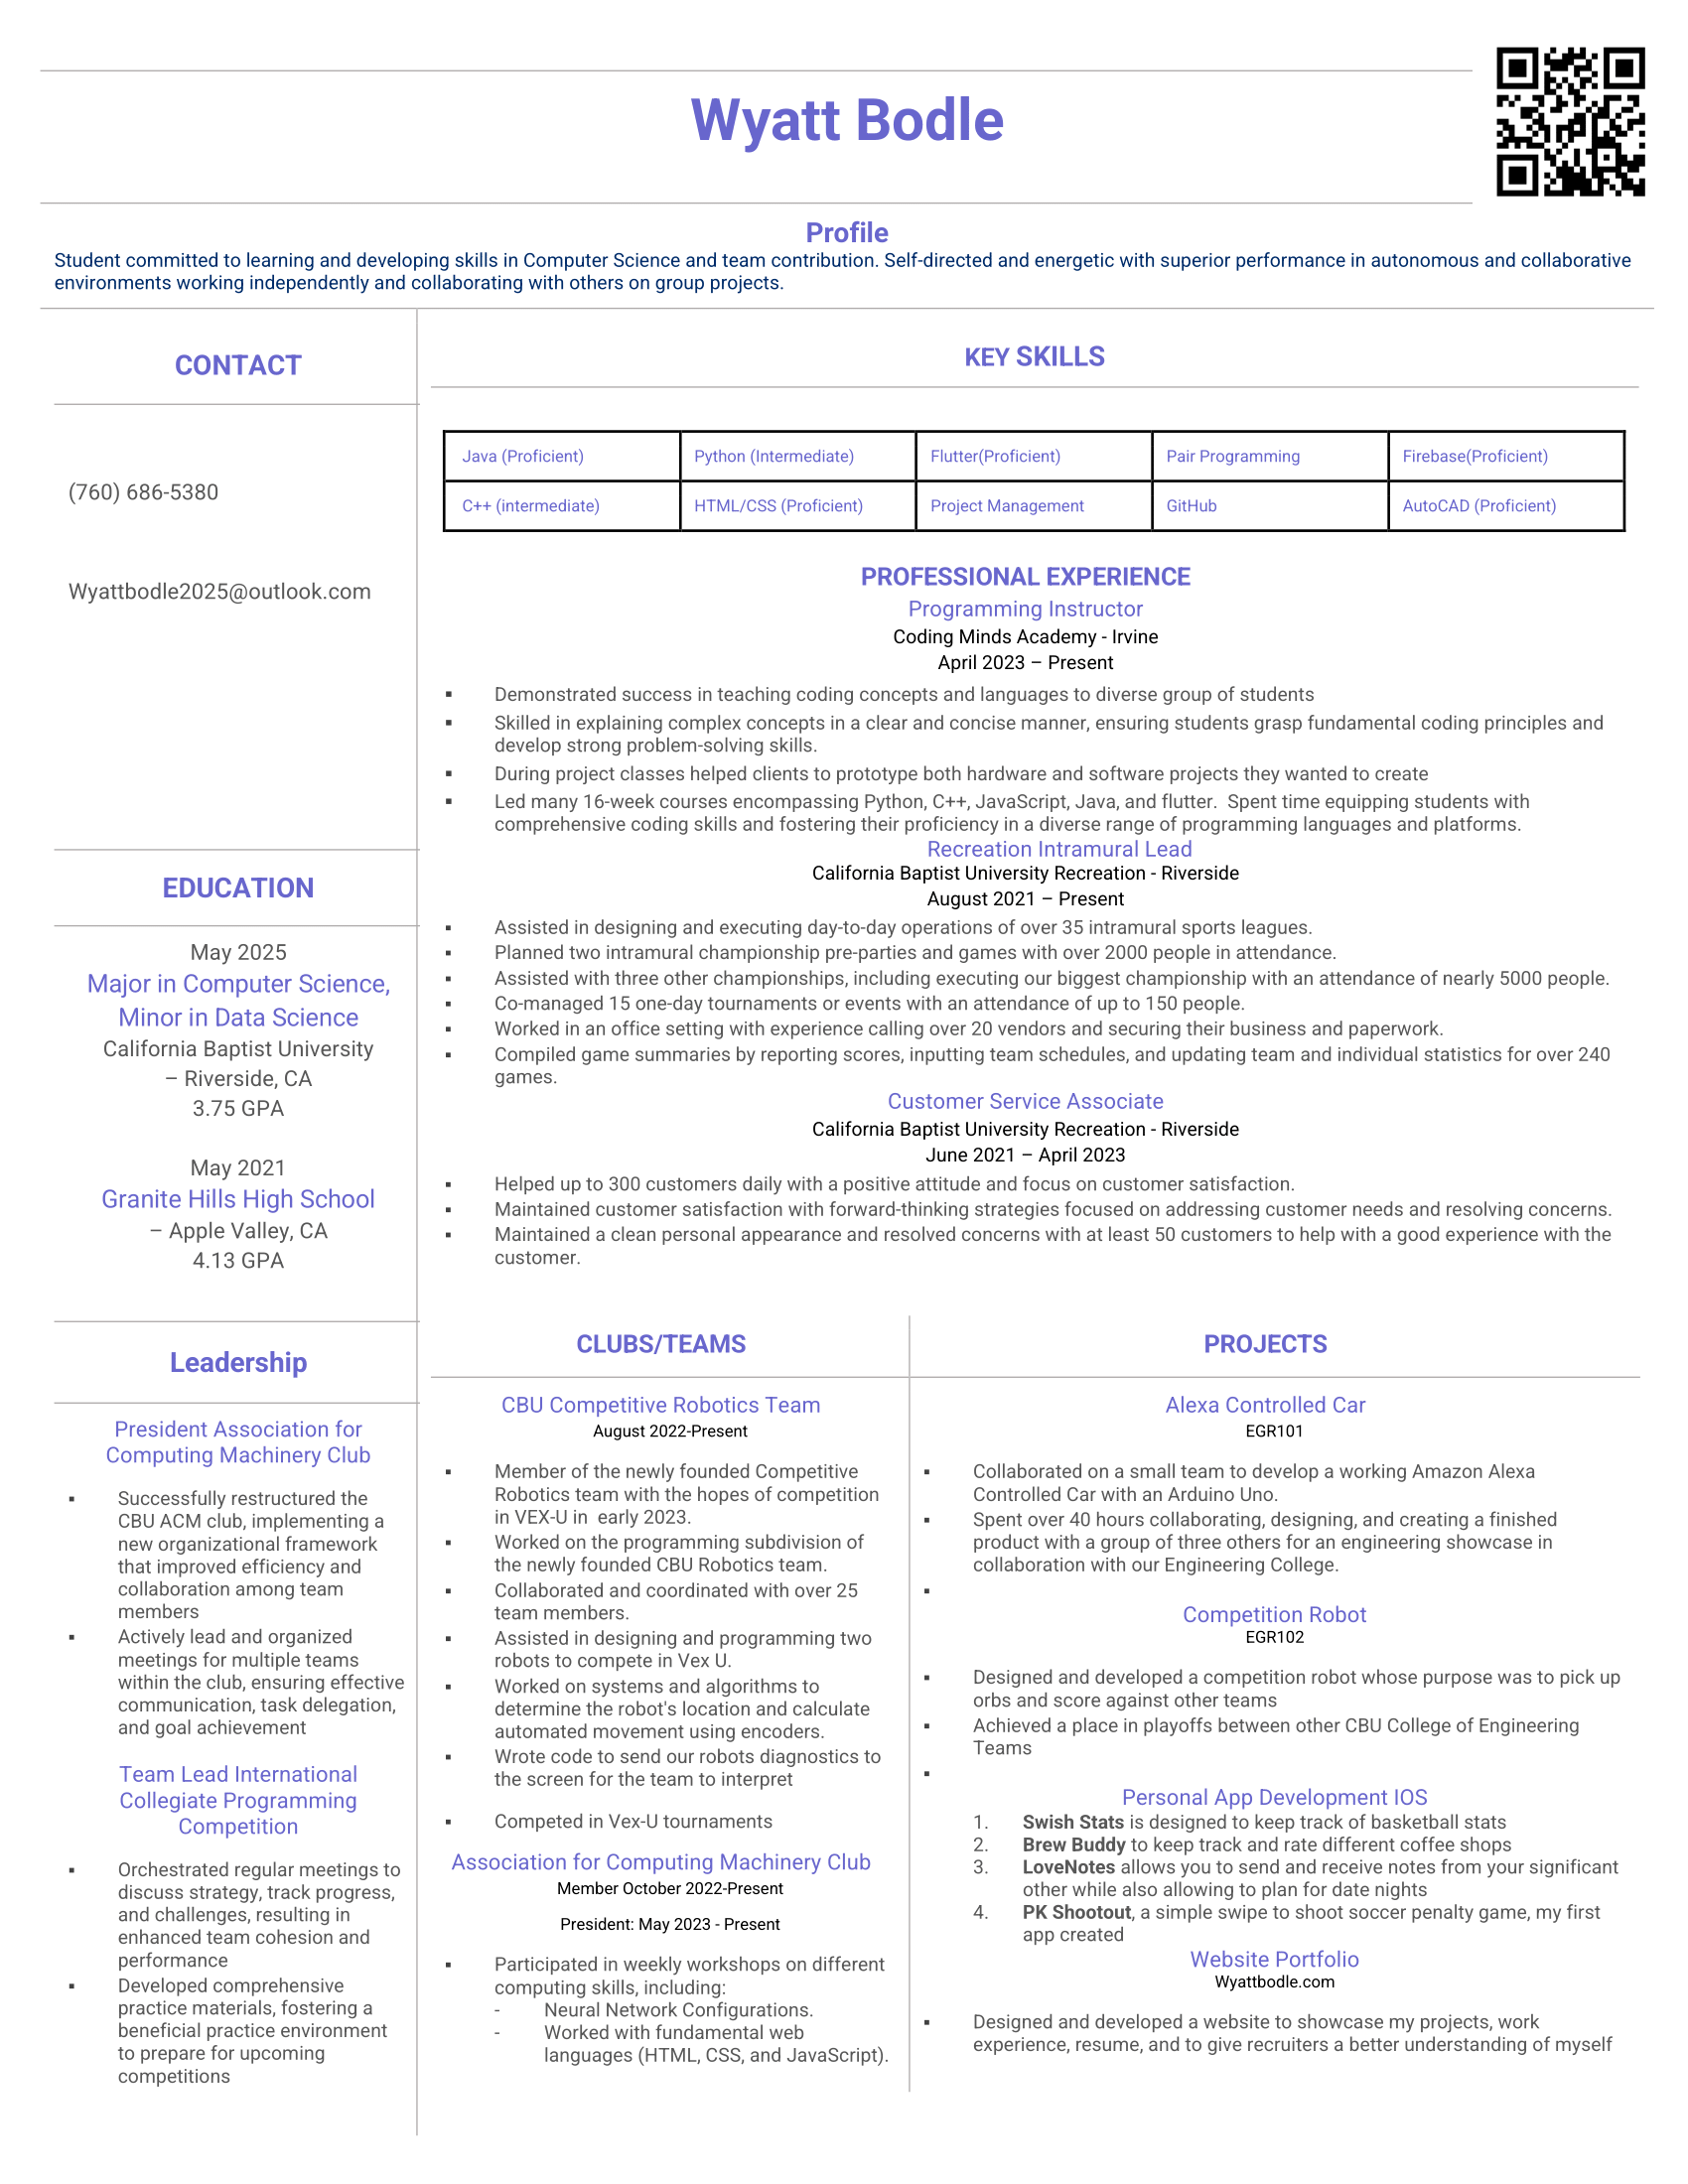 Wyatt Bodle
Profile
Student committed to learning and developing skills in Computer Science and team contribution. Self-directed and energetic with superior performance in autonomous and collaborative
environments working independently and collaborating with others on group projects.
CONTACT
(760) 686-5380
Wyattbodle2025@outlook.com
EDUCATION
May 2025
Major in Computer Science,
Minor in Data Science
California Baptist University
– Riverside, CA
3.75 GPA
May 2021
Granite Hills High School
– Apple Valley, CA
4.13 GPA
Leadership
President Association for
Computing Machinery Club
▪ Successfully restructured the
CBU ACM club, implementing a
new organizational framework
that improved efficiency and
collaboration among team
members
▪ Actively lead and organized
meetings for multiple teams
within the club, ensuring effective
communication, task delegation,
and goal achievement
Team Lead International
Collegiate Programming
Competition
▪ Orchestrated regular meetings to
discuss strategy, track progress,
and challenges, resulting in
enhanced team cohesion and
performance
▪ Developed comprehensive
practice materials, fostering a
beneficial practice environment
to prepare for upcoming
competitions
KEY SKILLS
Java (Proficient) Python (Intermediate) Flutter(Proficient) Pair Programming Firebase(Proficient)
C++ (intermediate) HTML/CSS (Proficient) Project Management GitHub AutoCAD (Proficient)
PROFESSIONAL EXPERIENCE
Programming Instructor
Coding Minds Academy - Irvine
April 2023 – Present
▪ Demonstrated success in teaching coding concepts and languages to diverse group of students
▪ Skilled in explaining complex concepts in a clear and concise manner, ensuring students grasp fundamental coding principles and
develop strong problem-solving skills.
▪ During project classes helped clients to prototype both hardware and software projects they wanted to create
▪ Led many 16-week courses encompassing Python, C++, JavaScript, Java, and flutter.  Spent time equipping students with
comprehensive coding skills and fostering their proficiency in a diverse range of programming languages and platforms.
Recreation Intramural Lead
California Baptist University Recreation - Riverside
August 2021 – Present
▪ Assisted in designing and executing day-to-day operations of over 35 intramural sports leagues.
▪ Planned two intramural championship pre-parties and games with over 2000 people in attendance.
▪ Assisted with three other championships, including executing our biggest championship with an attendance of nearly 5000 people.
▪ Co-managed 15 one-day tournaments or events with an attendance of up to 150 people.
▪ Worked in an office setting with experience calling over 20 vendors and securing their business and paperwork.
▪ Compiled game summaries by reporting scores, inputting team schedules, and updating team and individual statistics for over 240
games.
Customer Service Associate
California Baptist University Recreation - Riverside
June 2021 – April 2023
▪ Helped up to 300 customers daily with a positive attitude and focus on customer satisfaction.
▪ Maintained customer satisfaction with forward-thinking strategies focused on addressing customer needs and resolving concerns.
▪ Maintained a clean personal appearance and resolved concerns with at least 50 customers to help with a good experience with the
customer.
CLUBS/TEAMS
CBU Competitive Robotics Team
August 2022-Present
▪ Member of the newly founded Competitive
Robotics team with the hopes of competition
in VEX-U in  early 2023.
▪ Worked on the programming subdivision of
the newly founded CBU Robotics team.
▪ Collaborated and coordinated with over 25
team members.
▪ Assisted in designing and programming two
robots to compete in Vex U.
▪ Worked on systems and algorithms to
determine the robot's location and calculate
automated movement using encoders.
▪ Wrote code to send our robots diagnostics to
the screen for the team to interpret
▪ Competed in Vex-U tournaments
Association for Computing Machinery Club
Member October 2022-Present
President: May 2023 - Present
▪ Participated in weekly workshops on different
computing skills, including:
- Neural Network Configurations.
- Worked with fundamental web
languages (HTML, CSS, and JavaScript).
PROJECTS
Alexa Controlled Car
EGR101
▪ Collaborated on a small team to develop a working Amazon Alexa
Controlled Car with an Arduino Uno.
▪ Spent over 40 hours collaborating, designing, and creating a finished
product with a group of three others for an engineering showcase in
collaboration with our Engineering College.
▪
Competition Robot
EGR102
▪ Designed and developed a competition robot whose purpose was to pick up
orbs and score against other teams
▪ Achieved a place in playoffs between other CBU College of Engineering
Teams
▪
Personal App Development IOS
1. Swish Stats is designed to keep track of basketball stats
2. Brew Buddy to keep track and rate different coffee shops
3. LoveNotes allows you to send and receive notes from your significant
other while also allowing to plan for date nights
4. PK Shootout, a simple swipe to shoot soccer penalty game, my first
app created
Website Portfolio
Wyattbodle.com
▪ Designed and developed a website to showcase my projects, work
experience, resume, and to give recruiters a better understanding of myself